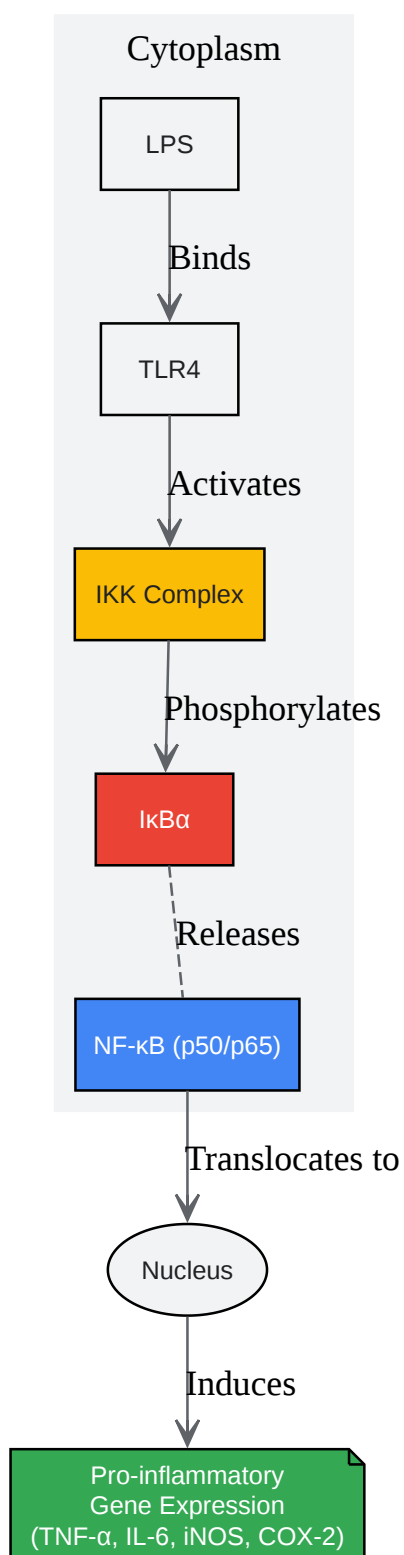 Cytoplasm
LPS
Binds
TLR4
Activates
IKK Complex
Phosphorylates
IκBα
Releases
NF-κB (p50/p65)
Translocates to
Nucleus
Induces
Pro-inflammatory
Gene Expression
(TNF-α, IL-6, iNOS, COX-2)